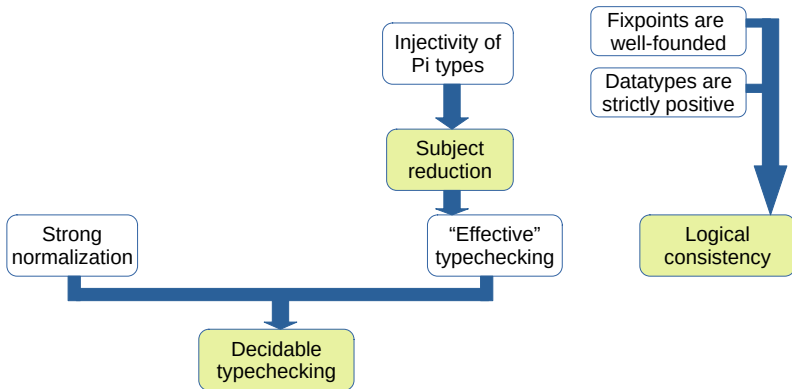 Injectivity of
Pi types
Fixpoints are
well-founded
Datatypes are
strictly positive
Subject
reduction
Strong
normalization
“Effective”
typechecking
Logical
consistency
Decidable
typechecking